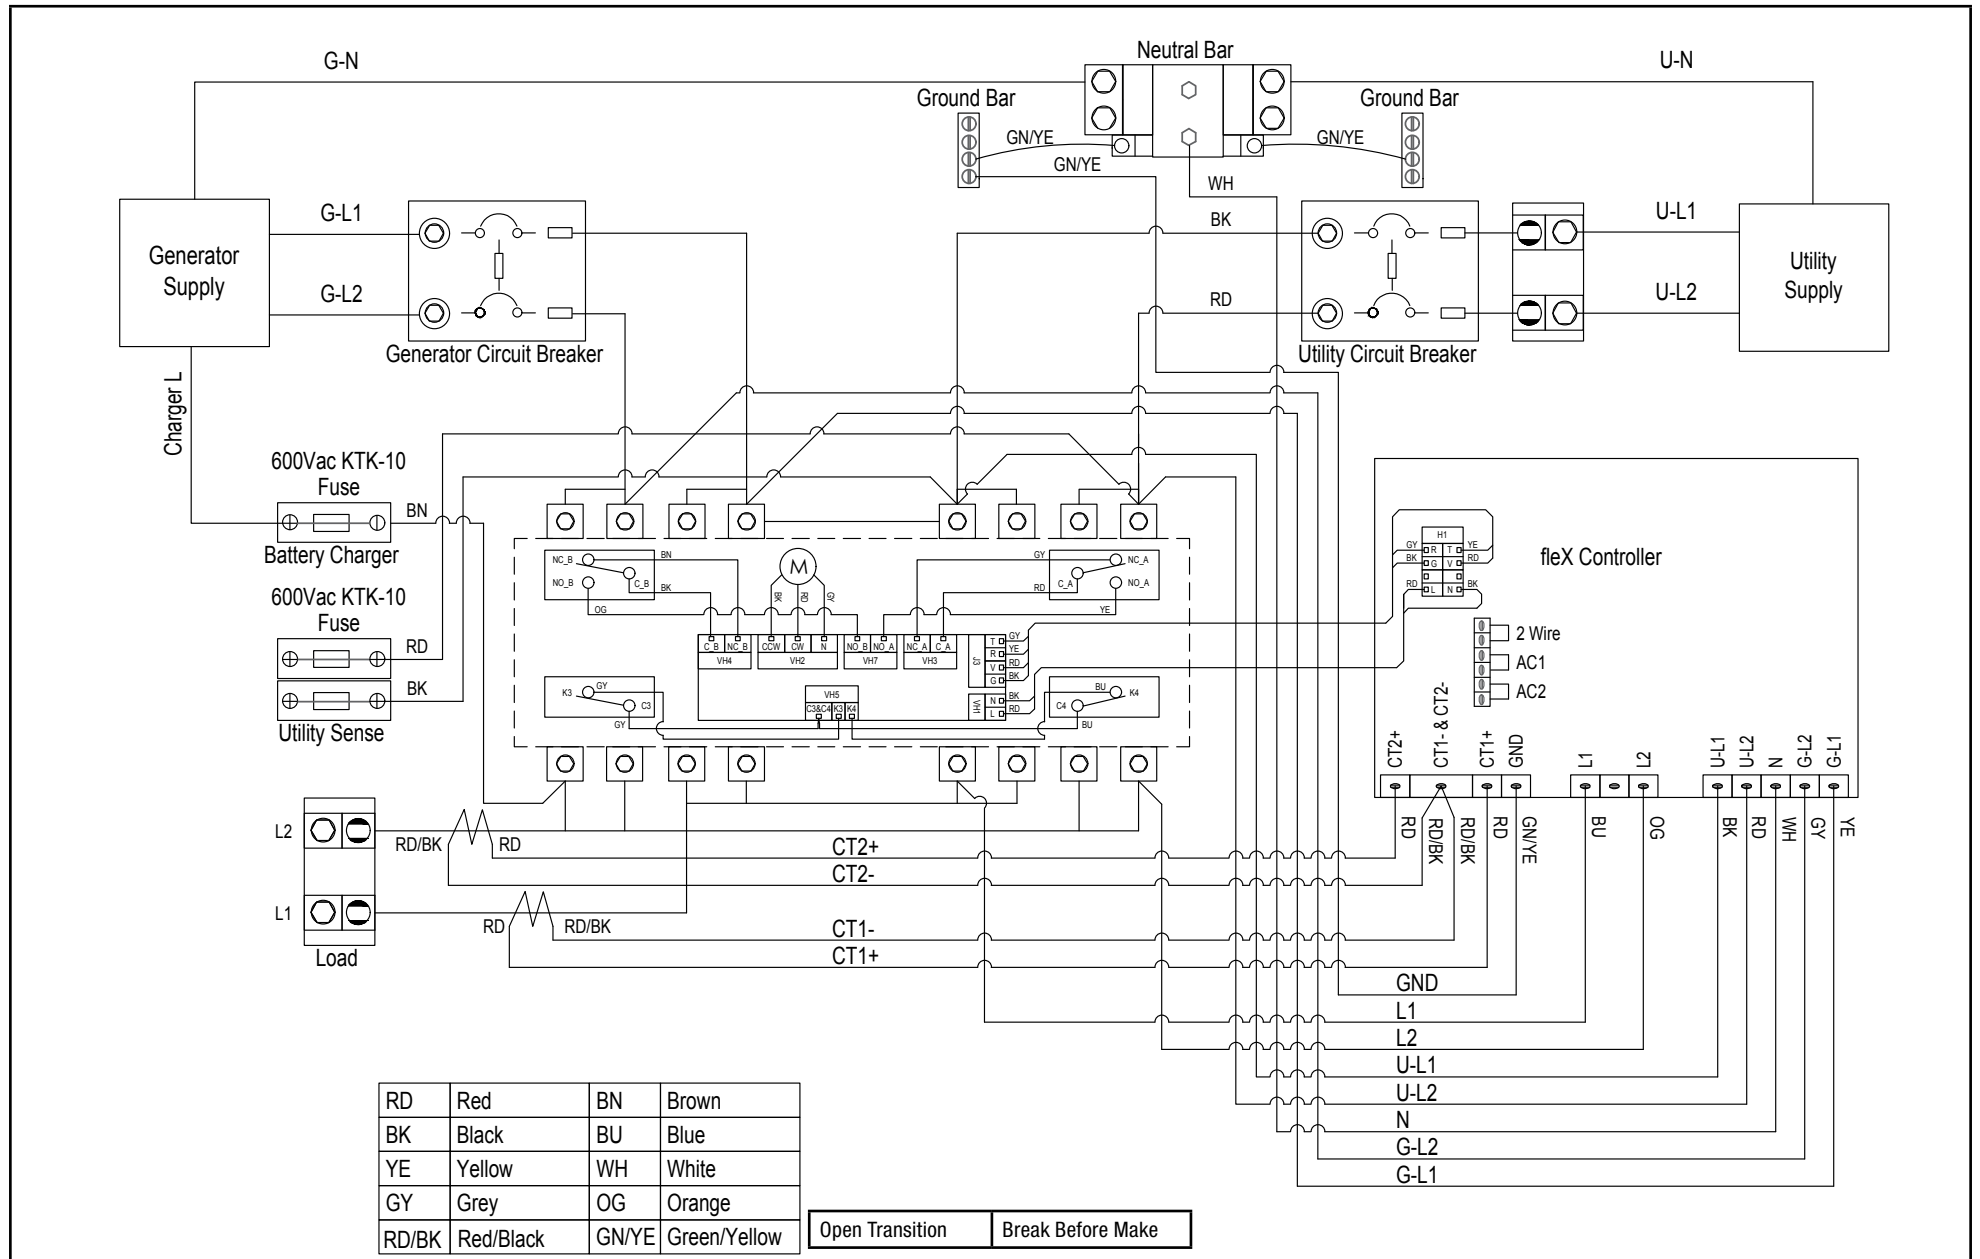 Neutral Bar
G-N
U-N
Ground Bar
Ground Bar
GN/YE
GN/YE
GN/YE
WH
Generator
Supply
G-L1
G-L2
Generator Circuit Breaker
BK
RD
Utility Circuit Breaker
U-L1
U-L2
Utility
Supply
Charger L
600Vac KTK-10
Fuse
BN
Battery Charger
600Vac KTK-10
Fuse
RD
BK
Utility Sense
NC_B
NO_B
C_B
BN
BK
OG
M
BK
RD
GY
GY
RD
YE
NC_A
C_A
NO_A
C_B
NC_B
VH4
CCW
CW
N
VH2
NO_B
NO_A
VH7
NC_A
C_A
VH3
J3
T
R
V
G
GY
YE
RD
BK
VH1
N
L
BK
RD
VH5
C3&C4
K3
K4
K3
GY
C3
GY
BU
K4
C4
BU
fleX Controller
H1
GY
R
T
YE
BK
G
V
RD
RD
L
N
BK
2 Wire
AC1
AC2
CT2+
CT1- & CT2-
CT1+
GND
L1
L2
U-L1
U-L2
N
G-L2
G-L1
RD
RD/BK
RD/BK
RD
GN/YE
BU
OG
BK
RD
WH
GY
YE
L2
L1
Load
RD/BK
RD
RD
RD/BK
CT2+
CT2-
CT1-
CT1+
GND
L1
L2
U-L1
U-L2
N
G-L2
G-L1
RD Red BN Brown
BK Black BU Blue
YE Yellow WH White
GY Grey OG Orange
RD/BK Red/Black GN/YE Green/Yellow
Open Transition Break Before Make